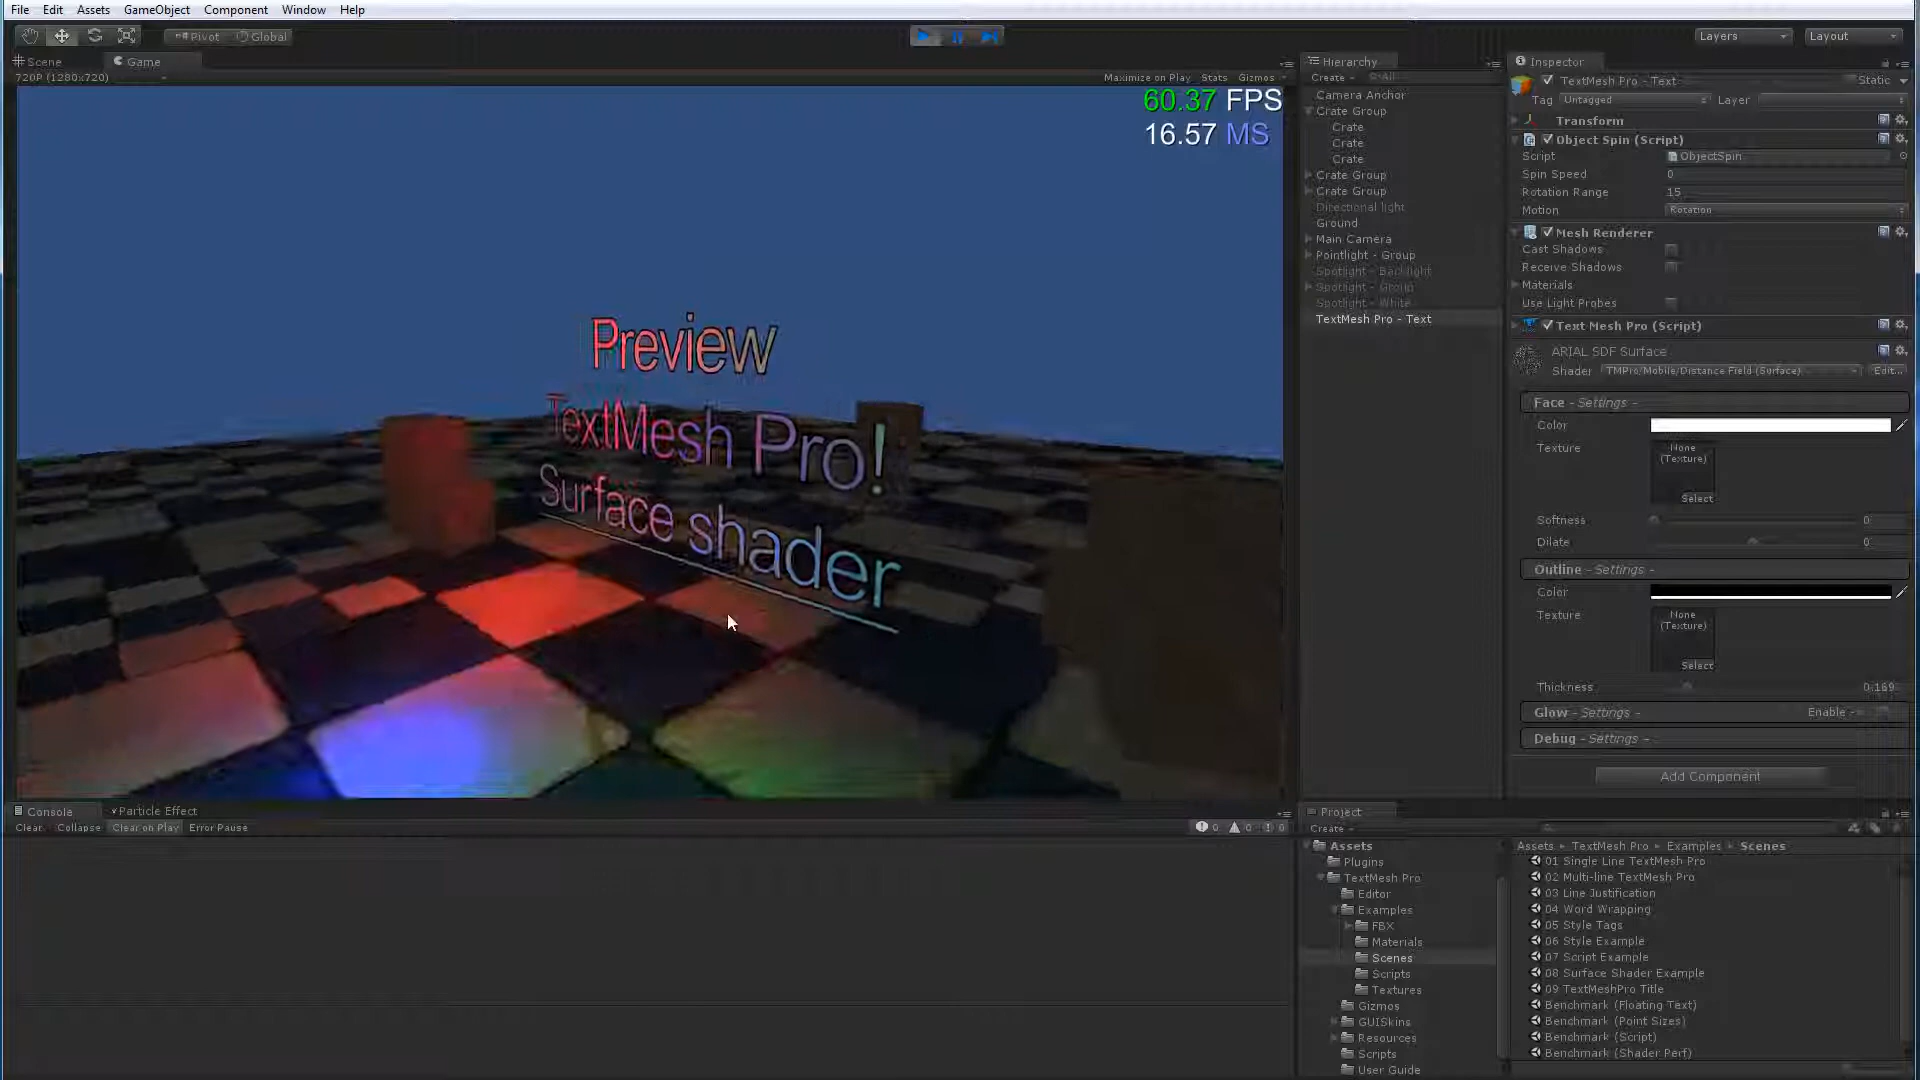 File Edit Assets GameObject Component Window Help
Pivot Global Layers Layout
Scene Game
720P (1280x720) Maximize on Play Stats Gizmos
60.37 FPS
16.57 MS
Preview
TextMesh Pro!
Surface shader
Hierarchy
Create All
Camera Anchor
Crate Group
Crate
Crate
Crate
Crate Group
Crate Group
Directional light
Ground
Main Camera
Pointlight - Group
Spotlight - Backlight
Spotlight - Group
Spotlight - White
TextMesh Pro - Text
Inspector
TextMesh Pro - Text Static
Tag Untagged Layer
Transform
Object Spin (Script)
Script ObjectSpin
Spin Speed 0
Rotation Range 15
Motion Rotation
Mesh Renderer
Cast Shadows
Receive Shadows
Materials
Use Light Probes
Text Mesh Pro (Script)
ARIAL SDF Surface
Shader TMPro/Mobile/Distance Field (Surface) Edit...
Face - Settings -
Color
Texture None
(Texture)
Select
Softness 0
Dilate 0
Outline - Settings -
Color
Texture None
(Texture)
Select
Thickness 0.169
Glow - Settings - Enable -
Debug - Settings -
Add Component
Console Particle Effect
Clear Collapse Clear on Play Error Pause 0 0 0
Project
Create
Assets
Plugins
TextMesh Pro
Editor
Examples
FBX
Materials
Scenes
Scripts
Textures
Gizmos
GUISkins
Resources
Scripts
User Guide
Assets TextMesh Pro Examples Scenes
01 Single Line TextMesh Pro
02 Multi-line TextMesh Pro
03 Line Justification
04 Word Wrapping
05 Style Tags
06 Style Example
07 Script Example
08 Surface Shader Example
09 TextMeshPro Title
Benchmark (Floating Text)
Benchmark (Point Sizes)
Benchmark (Script)
Benchmark (Shader Perf)